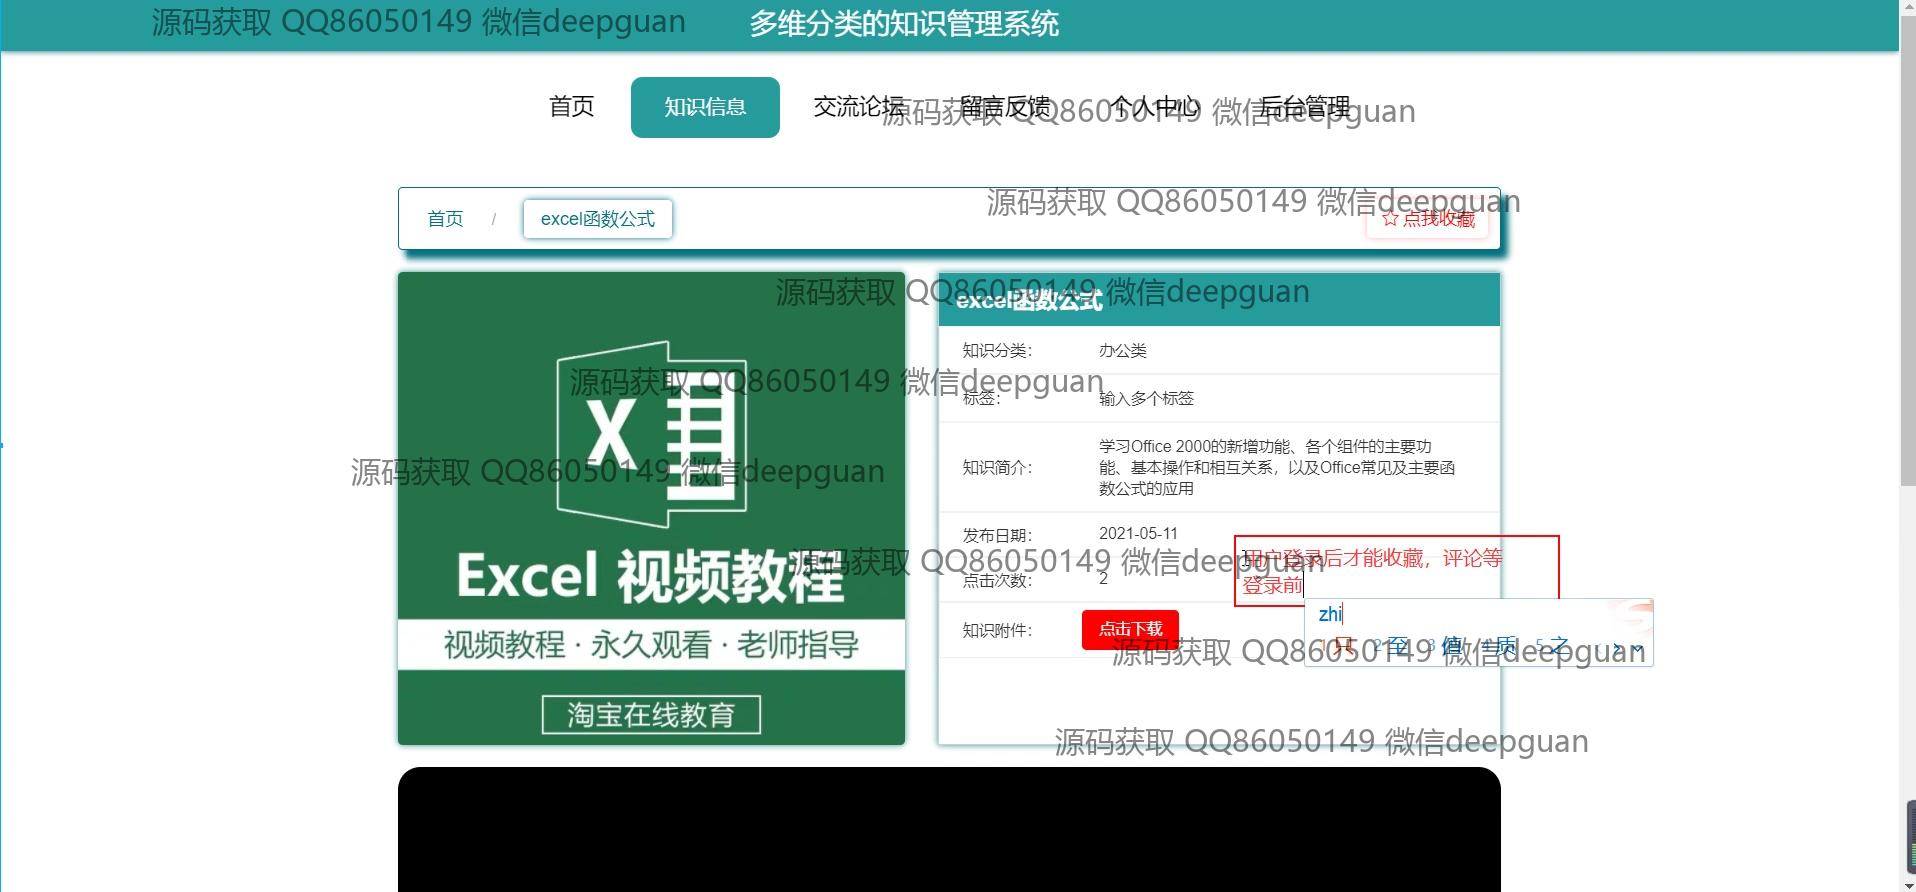 源码获取 QQ86050149 微信deepguan
多维分类的知识管理系统
首页
知识信息
交流论坛
留言反馈
个人中心
后台管理
源码获取 QQ86050149 微信deepguan
源码获取 QQ86050149 微信deepguan
首页 / excel函数公式
☆ 点我收藏
源码获取 QQ86050149 微信deepguan
excel函数公式
知识分类： 办公类
源码获取 QQ86050149 微信deepguan
标签： 输入多个标签
学习Office 2000的新增功能、各个组件的主要功
知识简介： 能、基本操作和相互关系，以及Office常见及主要函
数公式的应用
源码获取 QQ86050149 微信deepguan
发布日期： 2021-05-11
源码获取 QQ86050149 微信deepguan
用户登录后才能收藏，评论等
登录前
点击次数： 2
Excel 视频教程
zhi
1 只 2 至 3 值 4 质 5 之
知识附件： 点击下载
源码获取 QQ86050149 微信deepguan
视频教程 · 永久观看 · 老师指导
淘宝在线教育
源码获取 QQ86050149 微信deepguan